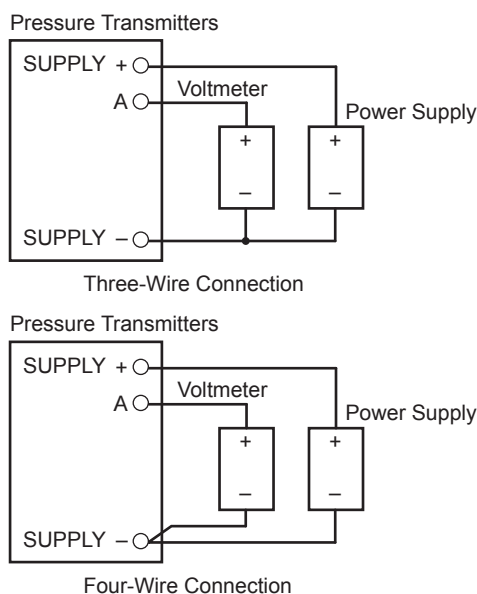 Pressure Transmitters
SUPPLY +
A
Voltmeter
Power Supply
+
+
–
–
SUPPLY –
Three-Wire Connection
Pressure Transmitters
SUPPLY +
A
Voltmeter
Power Supply
+
+
–
–
SUPPLY –
Four-Wire Connection